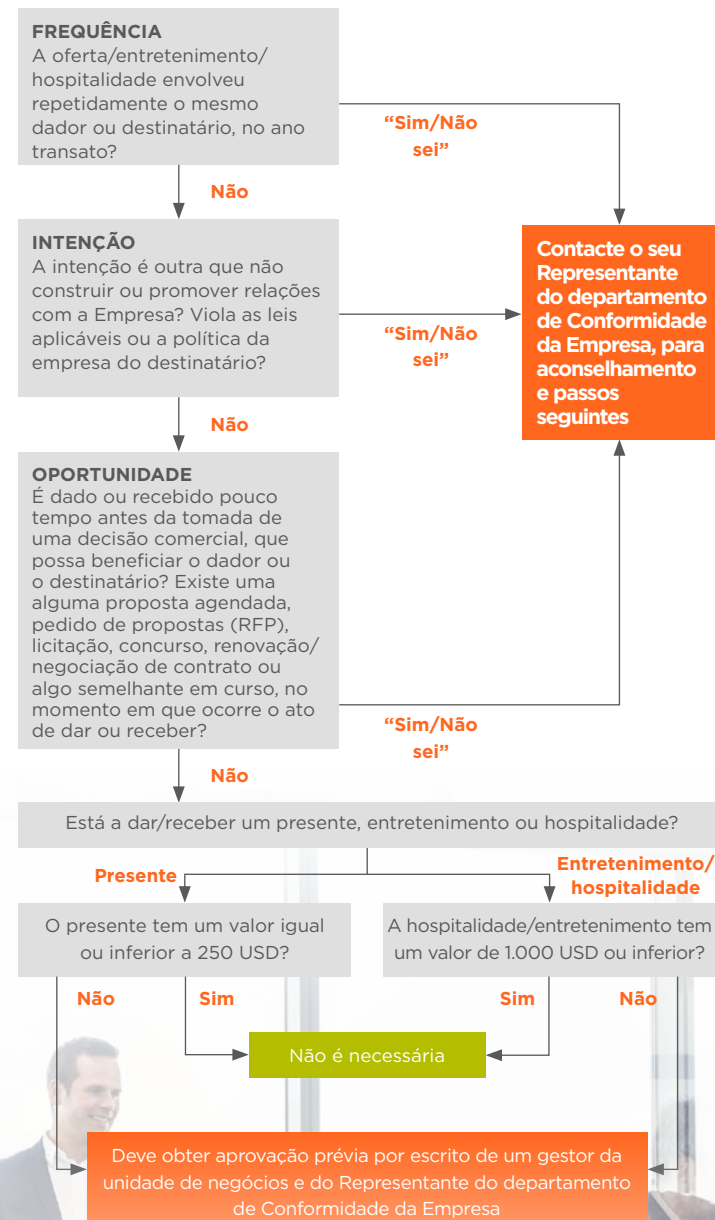 FREQUÊNCIA
A oferta/entretenimento/
hospitalidade envolveu
repetidamente o mesmo
dador ou destinatário, no ano
transato?
“Sim/Não
sei”
Não
INTENÇÃO
A intenção é outra que não
construir ou promover relações
com a Empresa? Viola as leis
aplicáveis ou a política da
empresa do destinatário?
“Sim/Não
sei”
Contacte o seu
Representante
do departamento
de Conformidade
da Empresa, para
aconselhamento
e passos
seguintes
Não
OPORTUNIDADE
É dado ou recebido pouco
tempo antes da tomada de
uma decisão comercial, que
possa beneficiar o dador ou
o destinatário? Existe uma
alguma proposta agendada,
pedido de propostas (RFP),
licitação, concurso, renovação/
negociação de contrato ou
algo semelhante em curso, no
momento em que ocorre o ato
de dar ou receber?
“Sim/Não
sei”
Não
Está a dar/receber um presente, entretenimento ou hospitalidade?
Presente
Entretenimento/
hospitalidade
O presente tem um valor igual
ou inferior a 250 USD?
A hospitalidade/entretenimento tem
um valor de 1.000 USD ou inferior?
Não
Sim
Sim
Não
Não é necessária
Deve obter aprovação prévia por escrito de um gestor da
unidade de negócios e do Representante do departamento
de Conformidade da Empresa